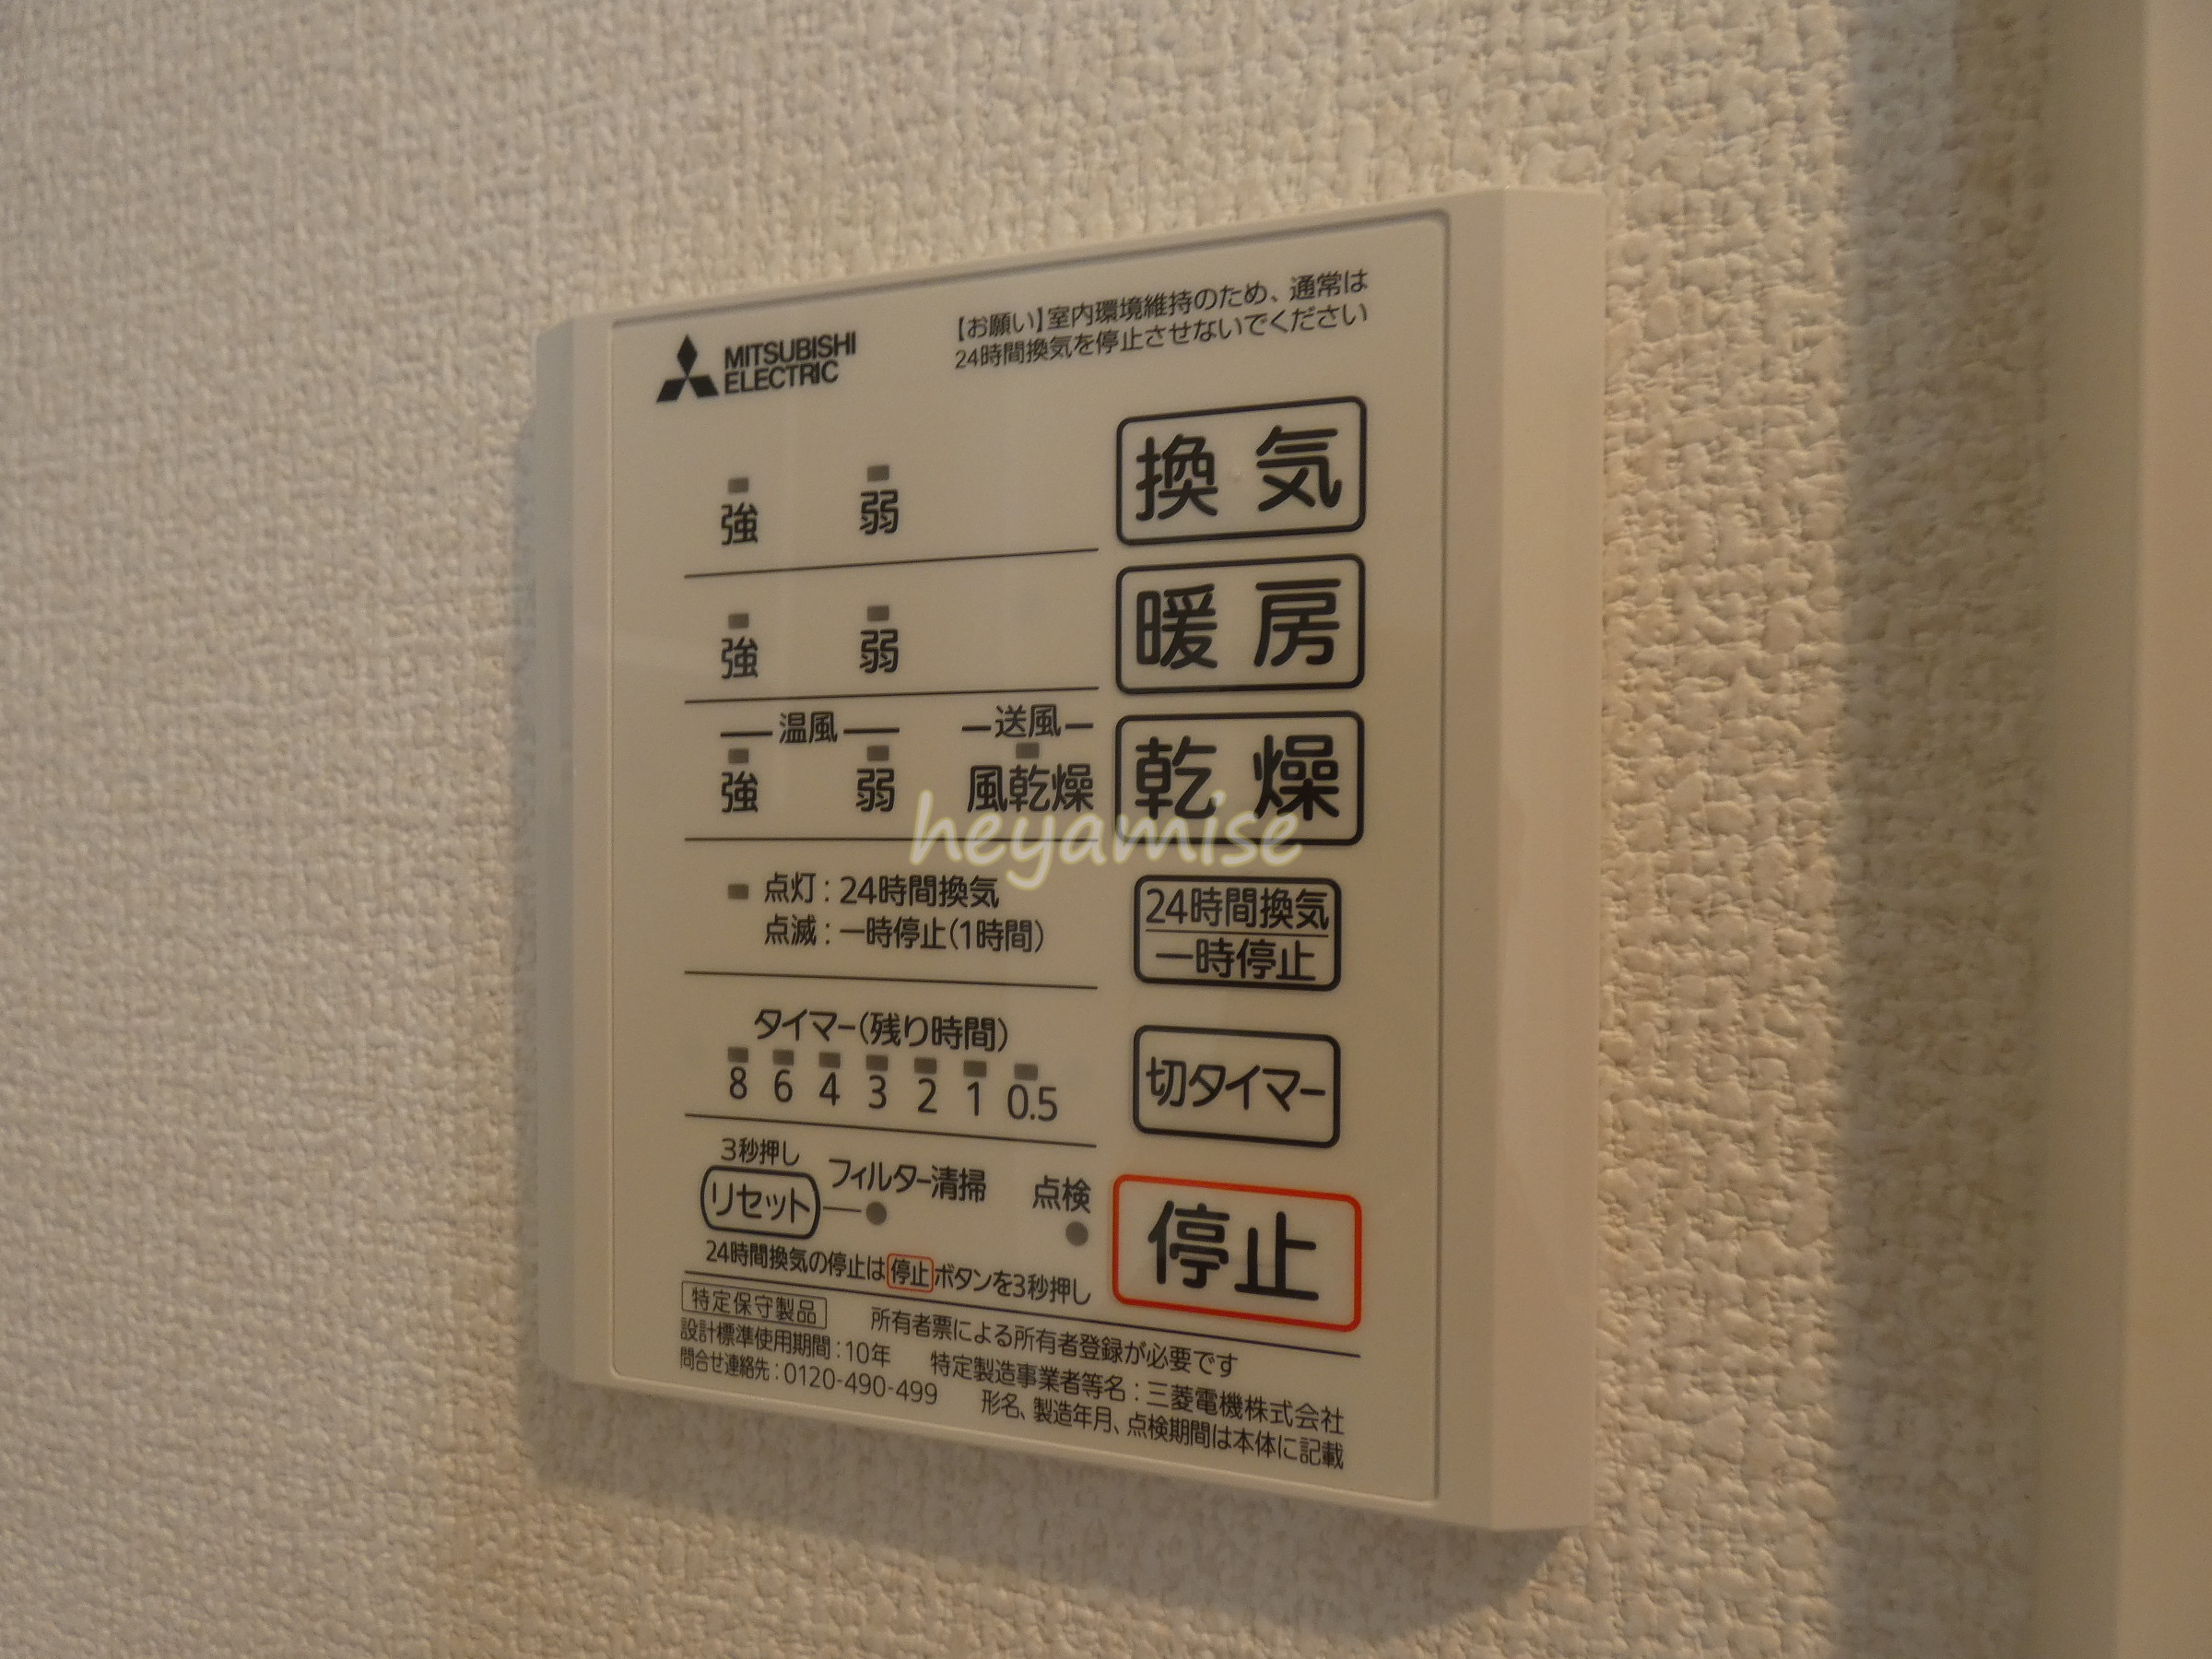 MITSUBISHI
ELECTRIC
【お願い】室内環境維持のため、通常は
24時間換気を停止させないでください
強 弱 換気
強 弱 暖房
温風 送風
強 弱 風乾燥 乾燥
heyamise
点灯：24時間換気
点滅：一時停止(1時間)
24時間換気
一時停止
タイマー(残り時間)
8 6 4 3 2 1 0.5
切タイマー
3秒押し
リセット フィルター清掃 点検
停止
24時間換気の停止は停止ボタンを3秒押し
特定保守製品 所有者票による所有者登録が必要です
設計標準使用期間：10年 特定製造事業者等名：三菱電機株式会社
問合せ連絡先：0120-490-499 形名、製造年月、点検期間は本体に記載